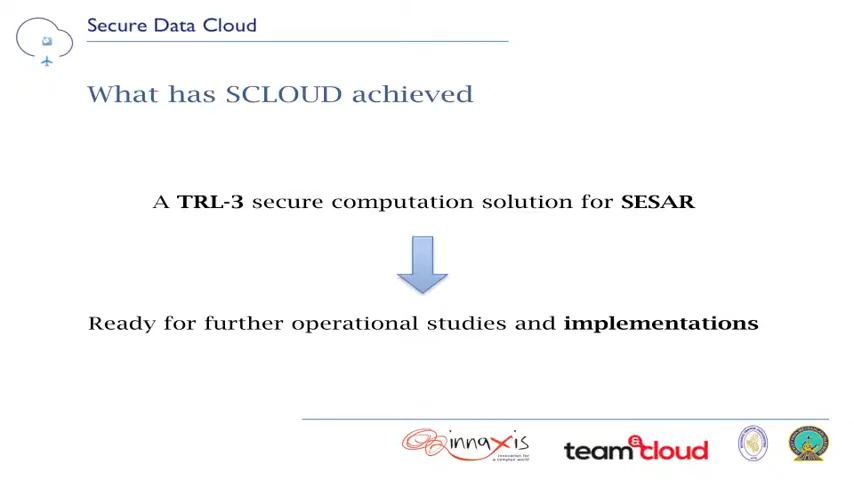 Secure Data Cloud
What has SCLOUD achieved
A TRL-3 secure computation solution for SESAR
Ready for further operational studies and implementations
innaxis
innovation for
a complex world
team cloud